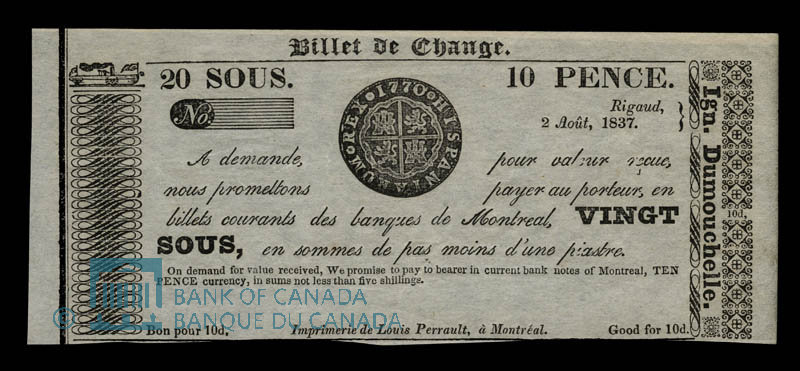 Billet de Change.
20 SOUS. 10 PENCE.
No.
1770 HISPANIARUM REX
Rigaud,
2 Août, 1837.
A demande, pour valeur reçue,
nous promettons payer au porteur, en
billets courants des banques de Montreal, VINGT
SOUS, en sommes de pas moins d'une piastre.
On demand for value received, We promise to pay to bearer in current bank notes of Montreal, TEN
PENCE currency, in sums not less than five shillings.
Bon pour 10d. Imprimerie de Louis Perrault, à Montréal. Good for 10d.
Ign. Dumouchelle.
10d,
© BANK OF CANADA
BANQUE DU CANADA